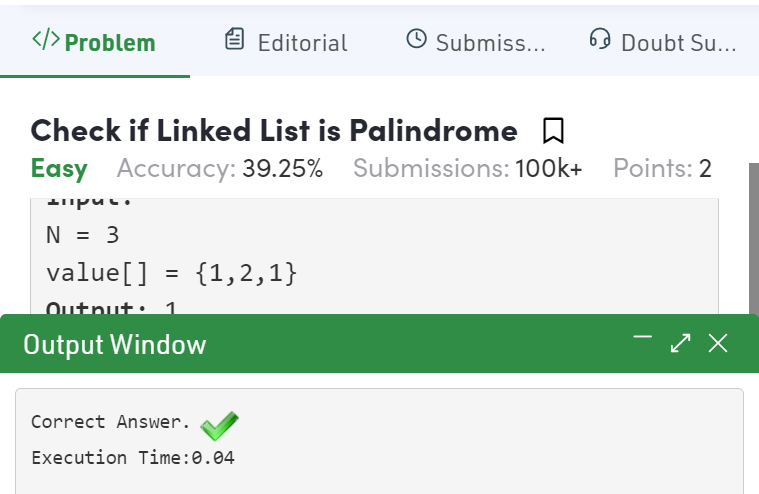 </> Problem Editorial Submiss... Doubt Su...
Check if Linked List is Palindrome
Easy Accuracy: 39.25% Submissions: 100k+ Points: 2
Input:
N = 3
value[] = {1,2,1}
Output: 1
Output Window
Correct Answer.
Execution Time:0.04